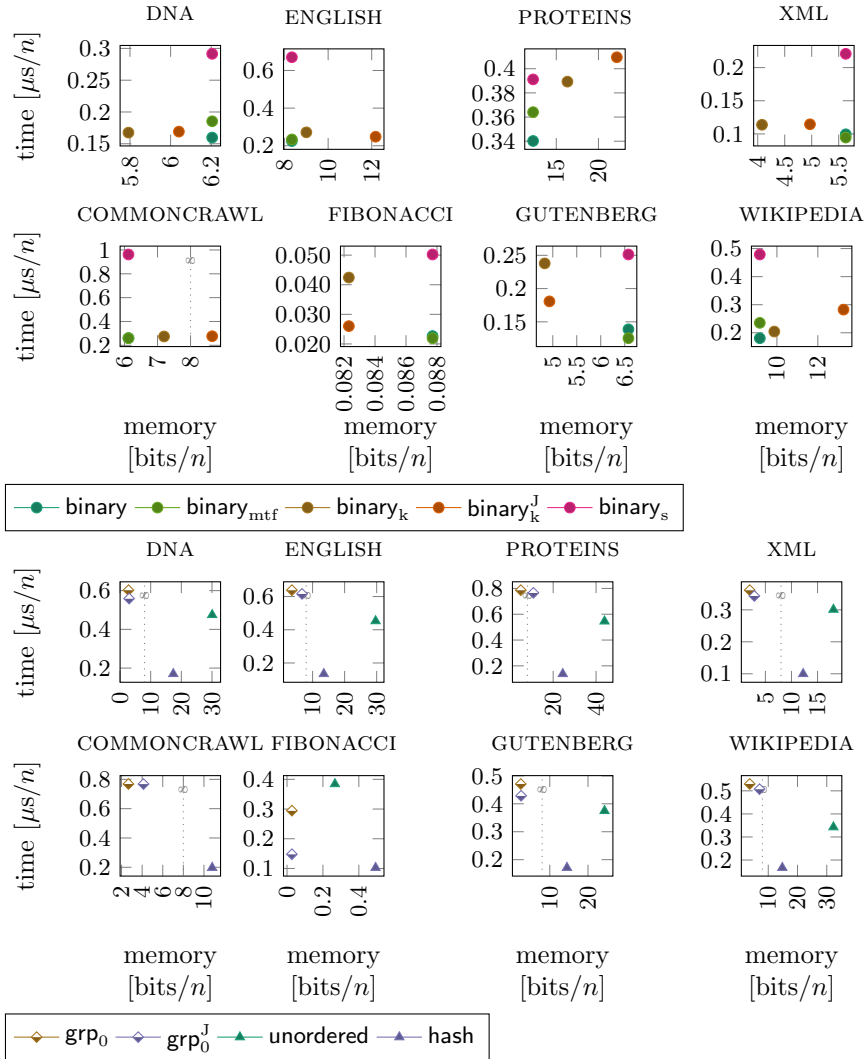 DNA ENGLISH PROTEINS XML
time [μs/n]
0.3
0.25
0.2
0.15
5.8 6 6.2
0.6
0.4
0.2
8 10 12
0.4
0.38
0.36
0.34
15 20
0.2
0.15
0.1
4 4.5 5 5.5
COMMONCRAWL FIBONACCI GUTENBERG WIKIPEDIA
time [μs/n]
1
0.8
0.6
0.4
0.2
6 7 8
8
0.050
0.040
0.030
0.020
0.082 0.084 0.086 0.088
0.25
0.2
0.15
5 5.5 6 6.5
0.5
0.4
0.3
0.2
10 12
memory memory memory memory
[bits/n] [bits/n] [bits/n] [bits/n]
binary binary_mtf binary_k binary_k^J binary_s
DNA ENGLISH PROTEINS XML
time [μs/n]
0.6
0.4
0.2
0 10 20 30
8
0.6
0.4
0.2
10 20 30
8
0.8
0.6
0.4
0.2
20 40
8
0.3
0.2
0.1
5 10 15
8
COMMONCRAWL FIBONACCI GUTENBERG WIKIPEDIA
time [μs/n]
0.8
0.6
0.4
0.2
2 4 6 8 10
8
0.4
0.3
0.2
0.1
0 0.2 0.4
0.5
0.4
0.3
0.2
10 20
8
0.5
0.4
0.3
0.2
10 20 30
8
memory memory memory memory
[bits/n] [bits/n] [bits/n] [bits/n]
grp_0 grp_0^J unordered hash